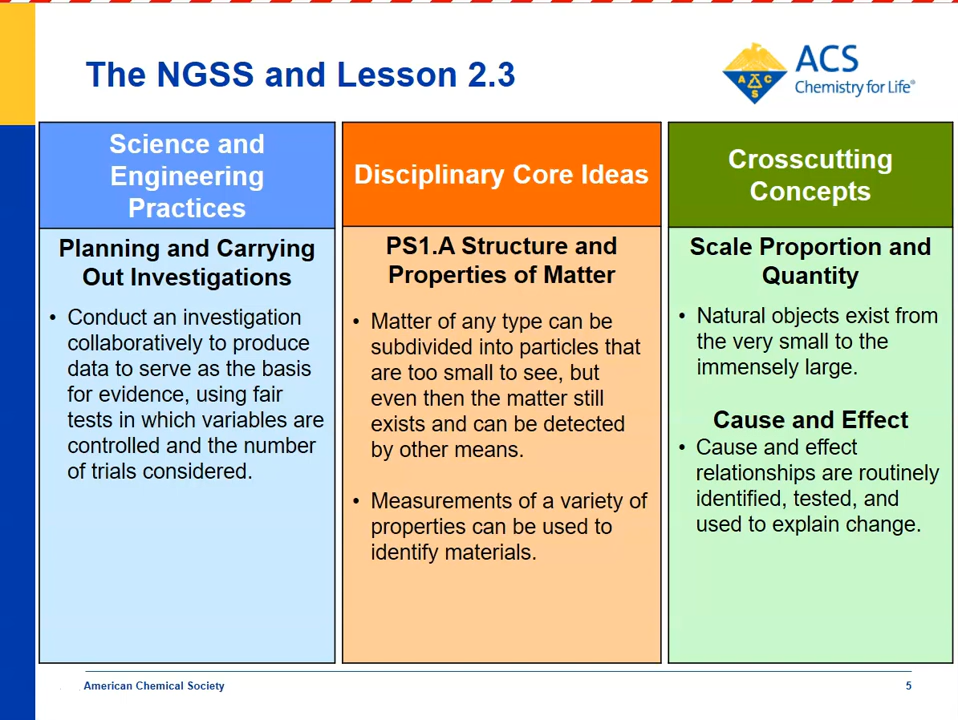 The NGSS and Lesson 2.3
ACS
Chemistry for Life®
A C S
Science and
Engineering
Practices
Planning and Carrying
Out Investigations
• Conduct an investigation
collaboratively to produce
data to serve as the basis
for evidence, using fair
tests in which variables are
controlled and the number
of trials considered.
Disciplinary Core Ideas
PS1.A Structure and
Properties of Matter
• Matter of any type can be
subdivided into particles that
are too small to see, but
even then the matter still
exists and can be detected
by other means.
• Measurements of a variety of
properties can be used to
identify materials.
Crosscutting
Concepts
Scale Proportion and
Quantity
• Natural objects exist from
the very small to the
immensely large.
Cause and Effect
• Cause and effect
relationships are routinely
identified, tested, and
used to explain change.
American Chemical Society
5